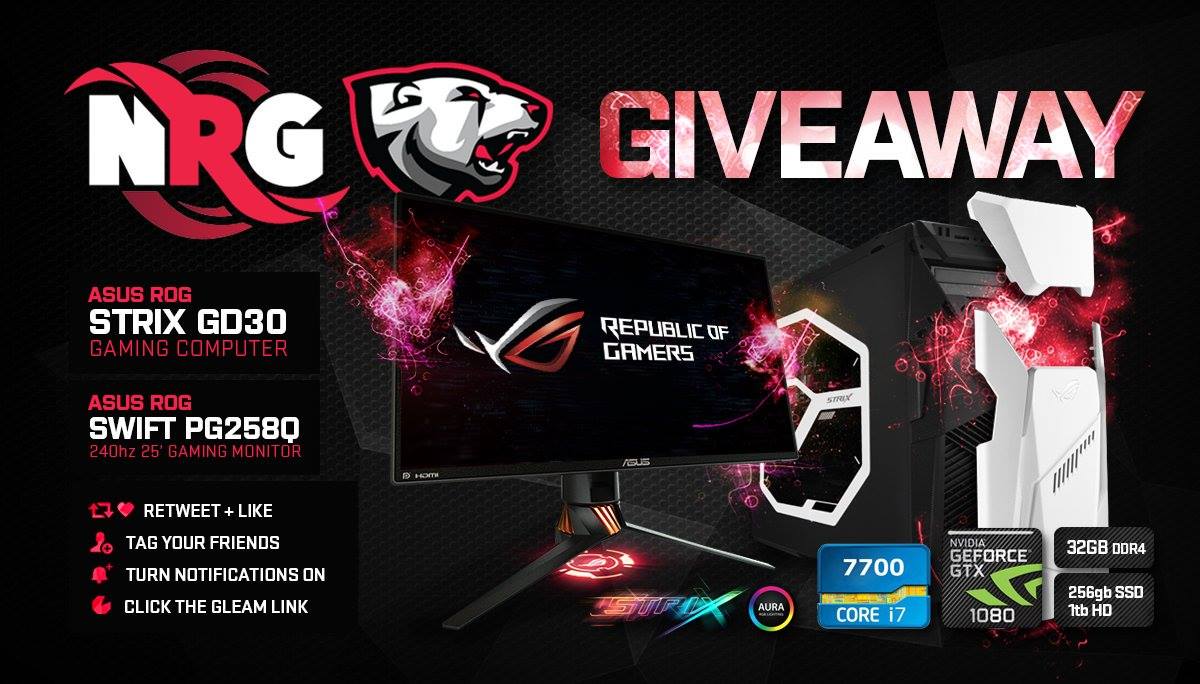 NRG
GIVEAWAY
ASUS ROG
STRIX GD30
GAMING COMPUTER
ASUS ROG
SWIFT PG258Q
240hz 25' GAMING MONITOR
RETWEET + LIKE
TAG YOUR FRIENDS
TURN NOTIFICATIONS ON
CLICK THE GLEAM LINK
REPUBLIC OF
GAMERS
HDMI
ASUS
STRIX
STRIX
AURA
RGB LIGHTING
7700
CORE i7
NVIDIA
GEFORCE
GTX
1080
32GB DDR4
256gb SSD
1tb HD